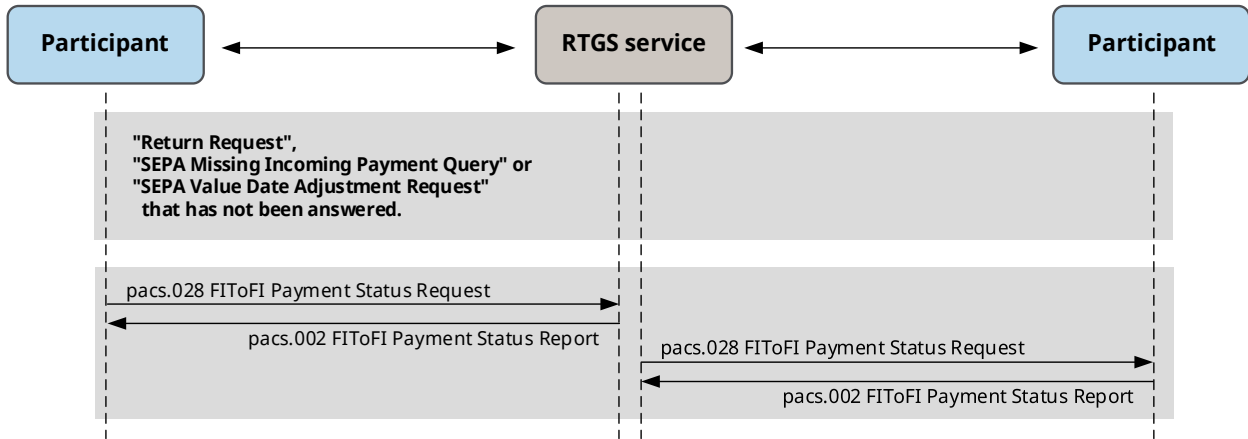 Participant
RTGS service
Participant
"Return Request",
"SEPA Missing Incoming Payment Query" or
"SEPA Value Date Adjustment Request"
that has not been answered.
pacs.028 FIToFI Payment Status Request
pacs.002 FIToFI Payment Status Report
pacs.028 FIToFI Payment Status Request
pacs.002 FIToFI Payment Status Report